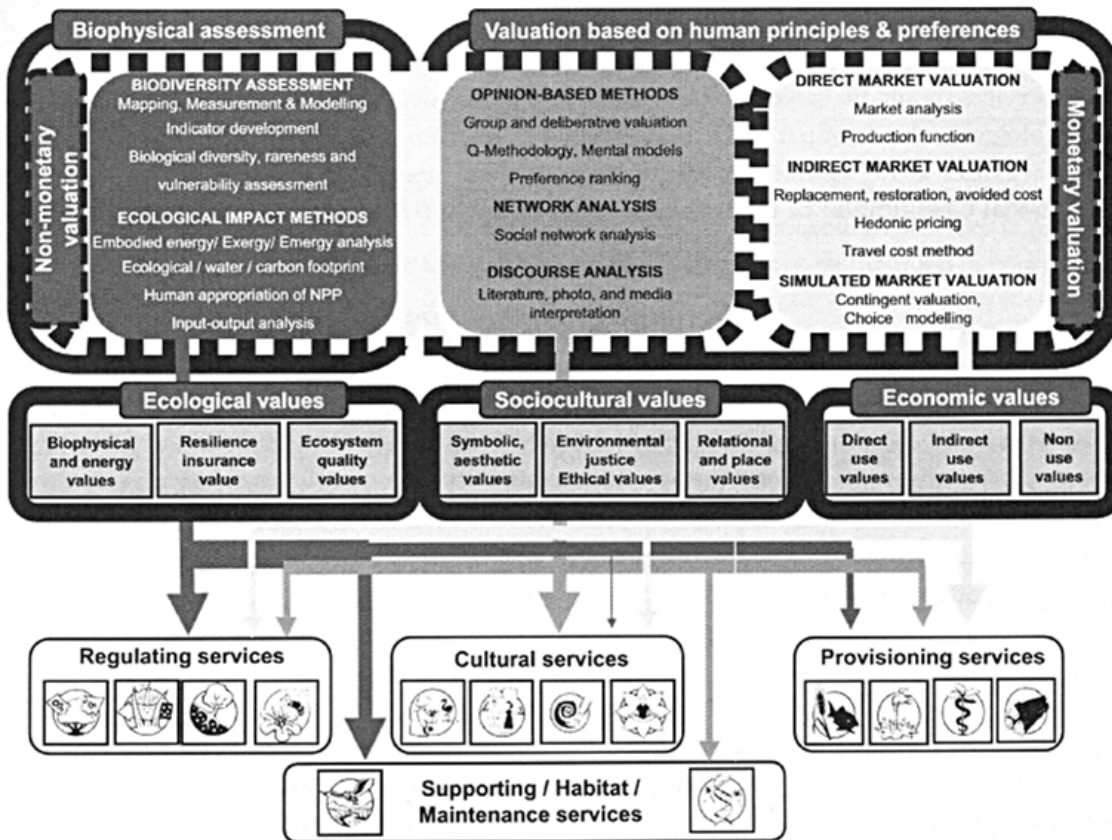 Biophysical assessment
Valuation based on human principles & preferences
Non-monetary
valuation
BIODIVERSITY ASSESSMENT
Mapping, Measurement & Modelling
Indicator development
Biological diversity, rareness and
vulnerability assessment
ECOLOGICAL IMPACT METHODS
Embodied energy/ Exergy/ Emergy analysis
Ecological / water / carbon footprint
Human appropriation of NPP
Input-output analysis
OPINION-BASED METHODS
Group and deliberative valuation
Q-Methodology, Mental models
Preference ranking
NETWORK ANALYSIS
Social network analysis
DISCOURSE ANALYSIS
Literature, photo, and media
interpretation
DIRECT MARKET VALUATION
Market analysis
Production function
INDIRECT MARKET VALUATION
Replacement, restoration, avoided cost
Hedonic pricing
Travel cost method
SIMULATED MARKET VALUATION
Contingent valuation,
Choice modelling
Monetary valuation
Ecological values
Biophysical
and energy
values
Resilience
insurance
value
Ecosystem
quality
values
Sociocultural values
Symbolic,
aesthetic
values
Environmental
justice
Ethical values
Relational
and place
values
Economic values
Direct
use
values
Indirect
use
values
Non
use
values
Regulating services
Cultural services
Provisioning services
Supporting / Habitat /
Maintenance services